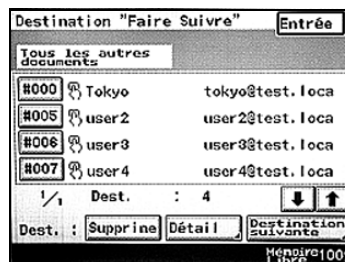 Destination "Faire Suivre" Entrée
Tous les autres
documents
#000 Tokyo tokyo@test.loca
#005 user2 user2@test.loca
#006 user3 user3@test.loca
#007 user4 user4@test.loca
1/1 Dest. : 4
Dest. : Supprime Détail Destination
suivante
Mémoire 100
Libre